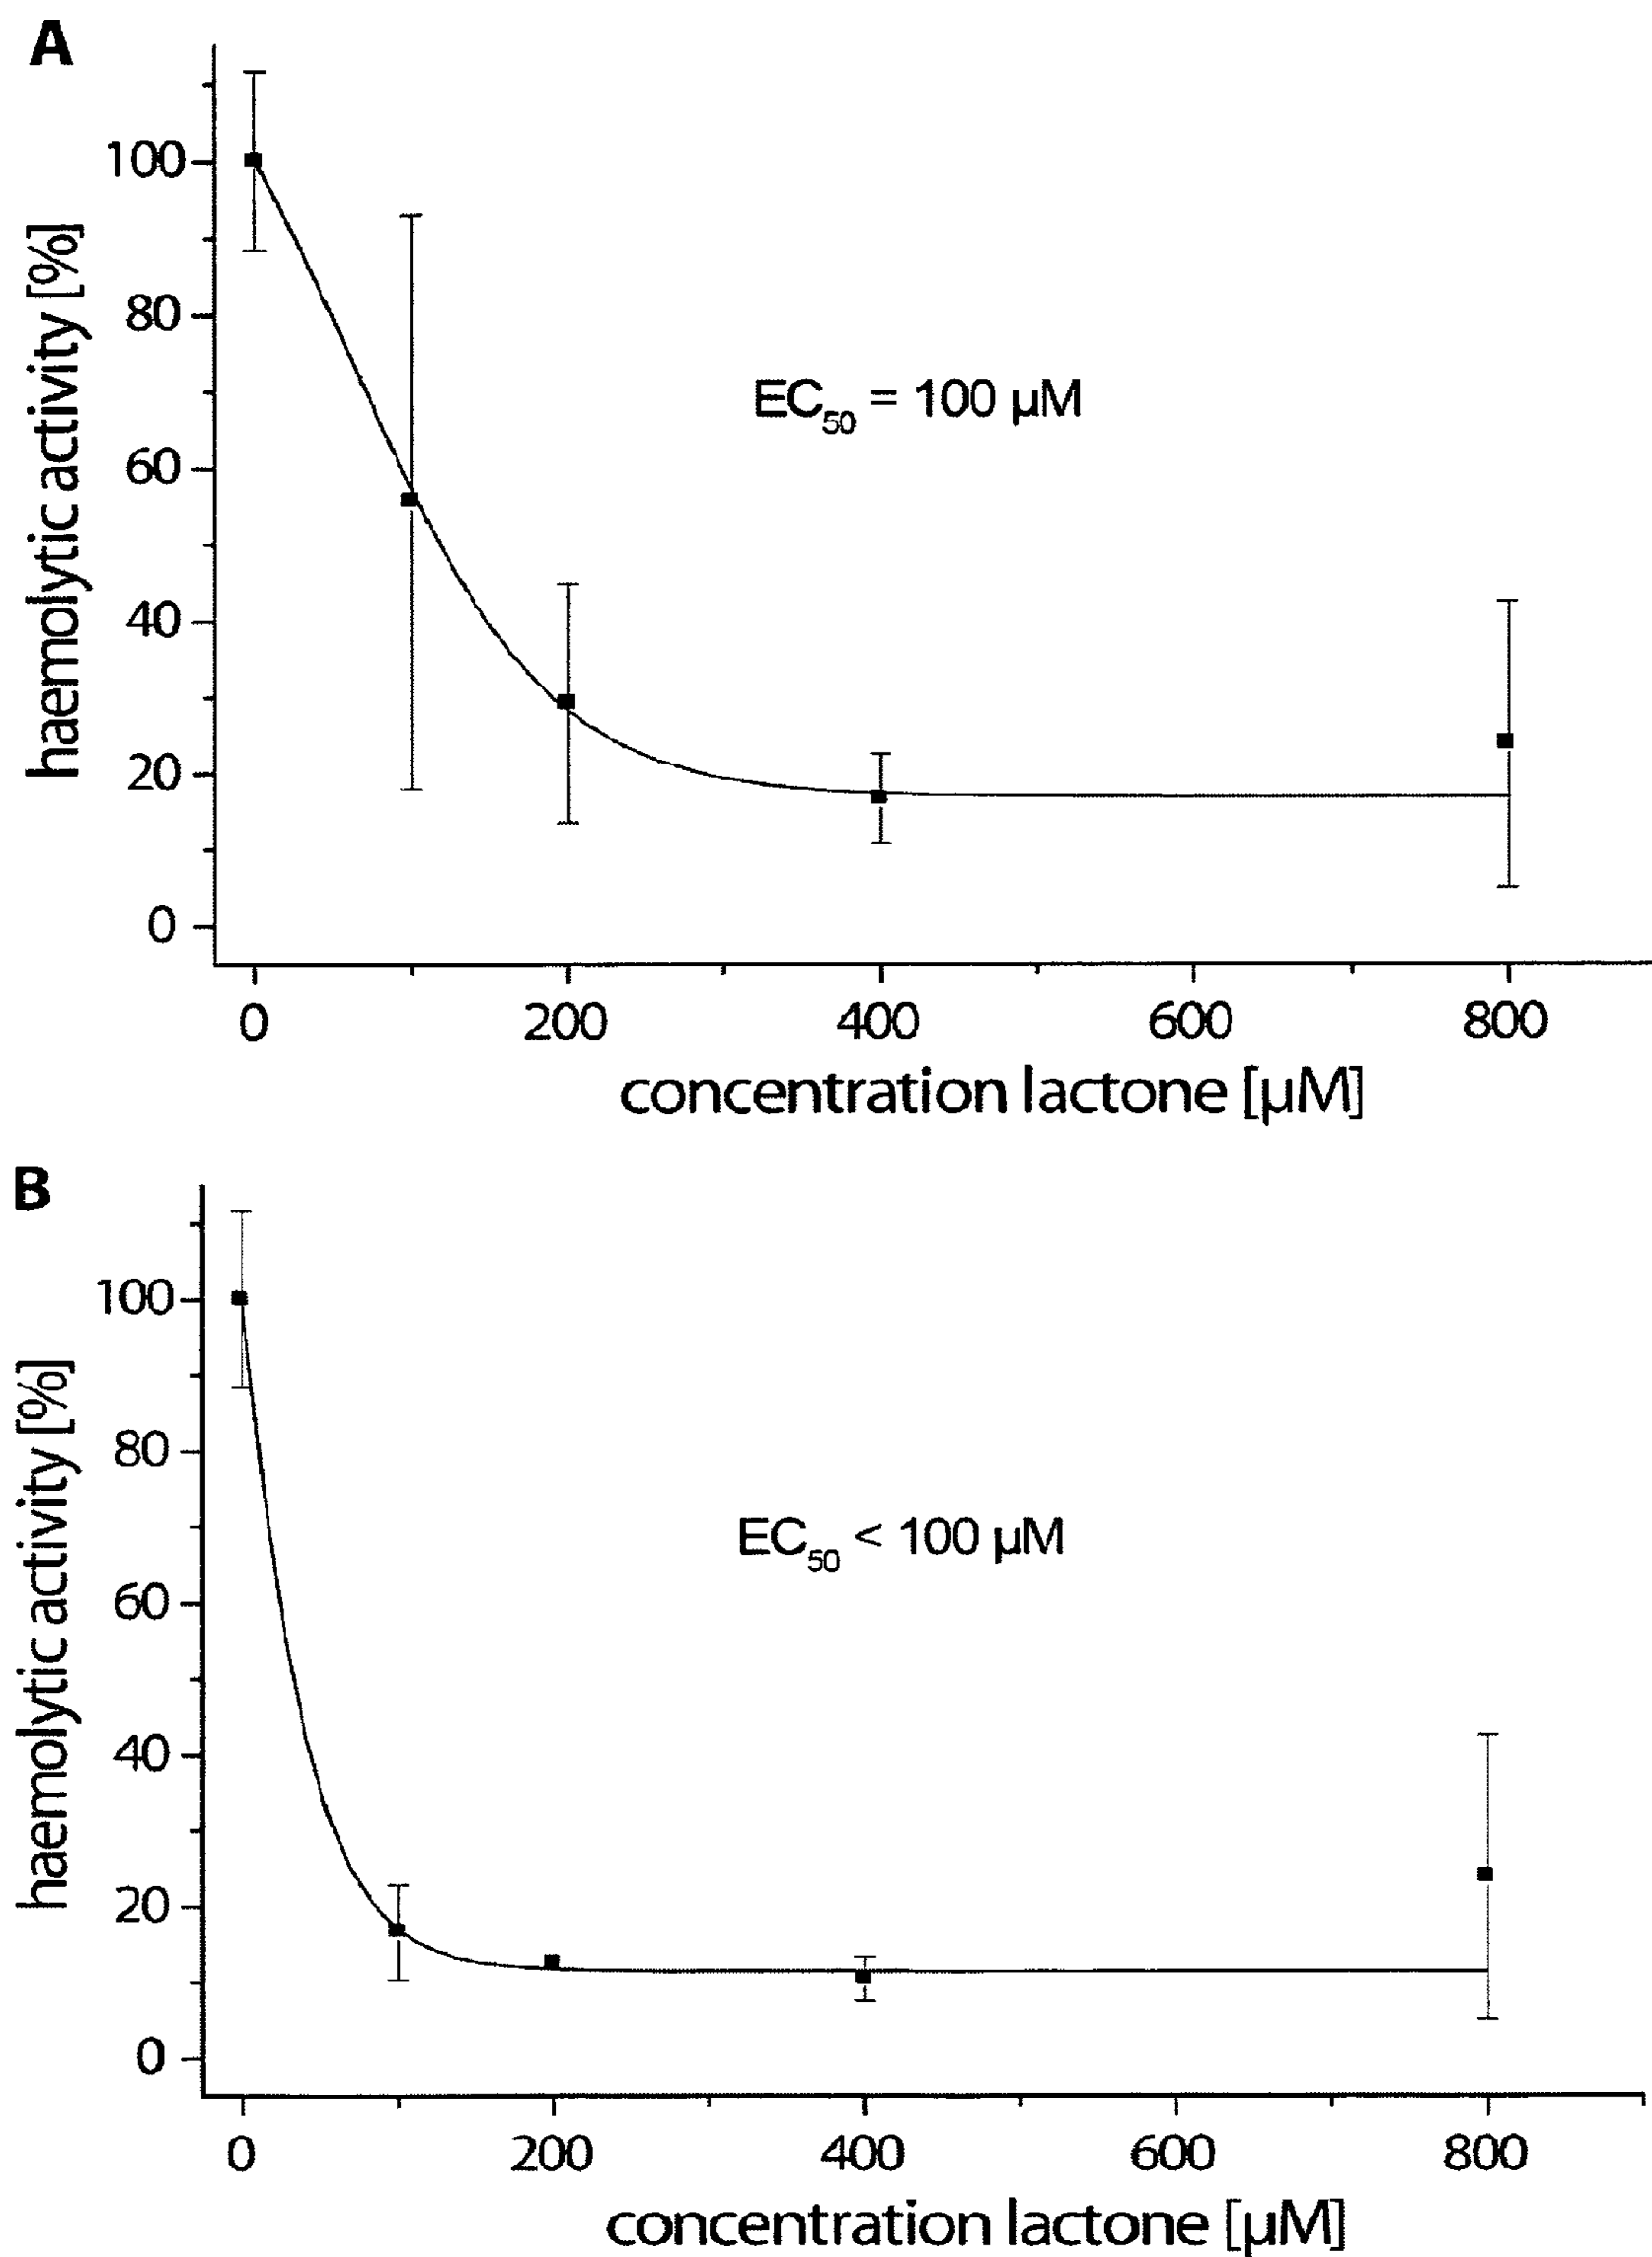 A
haemolytic activity [%]
100
80
60
40
20
0
EC50 = 100 µM
0 200 400 600 800
concentration lactone [µM]
B
haemolytic activity [%]
100
80
60
40
20
0
EC50 < 100 µM
0 200 400 600 800
concentration lactone [µM]